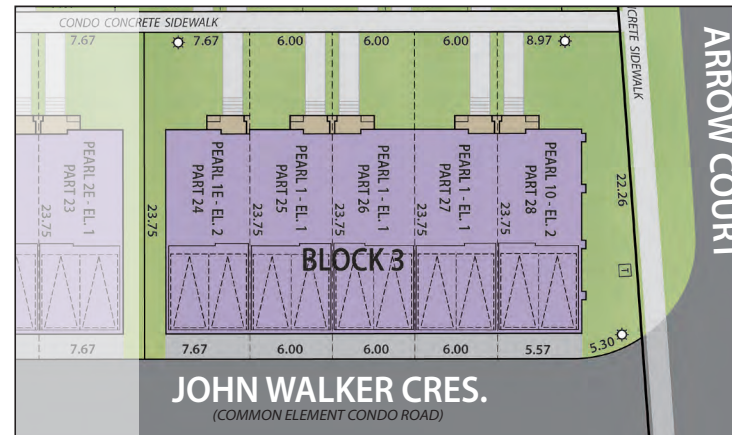 CONDO CONCRETE SIDEWALK
7.67 7.67 6.00 6.00 6.00 8.97
CRETE SIDEWALK
ARROW COURT
PEARL 2E - EL. 1
PART 23
PEARL 1E - EL. 2
PART 24
PEARL 1 - EL. 1
PART 25
PEARL 1 - EL. 1
PART 26
PEARL 1 - EL. 1
PART 27
PEARL 10 - EL. 2
PART 28
23.75 23.75 23.75 23.75 23.75 23.75 22.26
BLOCK 3
T
7.67 7.67 6.00 6.00 6.00 5.57 5.30
JOHN WALKER CRES.
(COMMON ELEMENT CONDO ROAD)